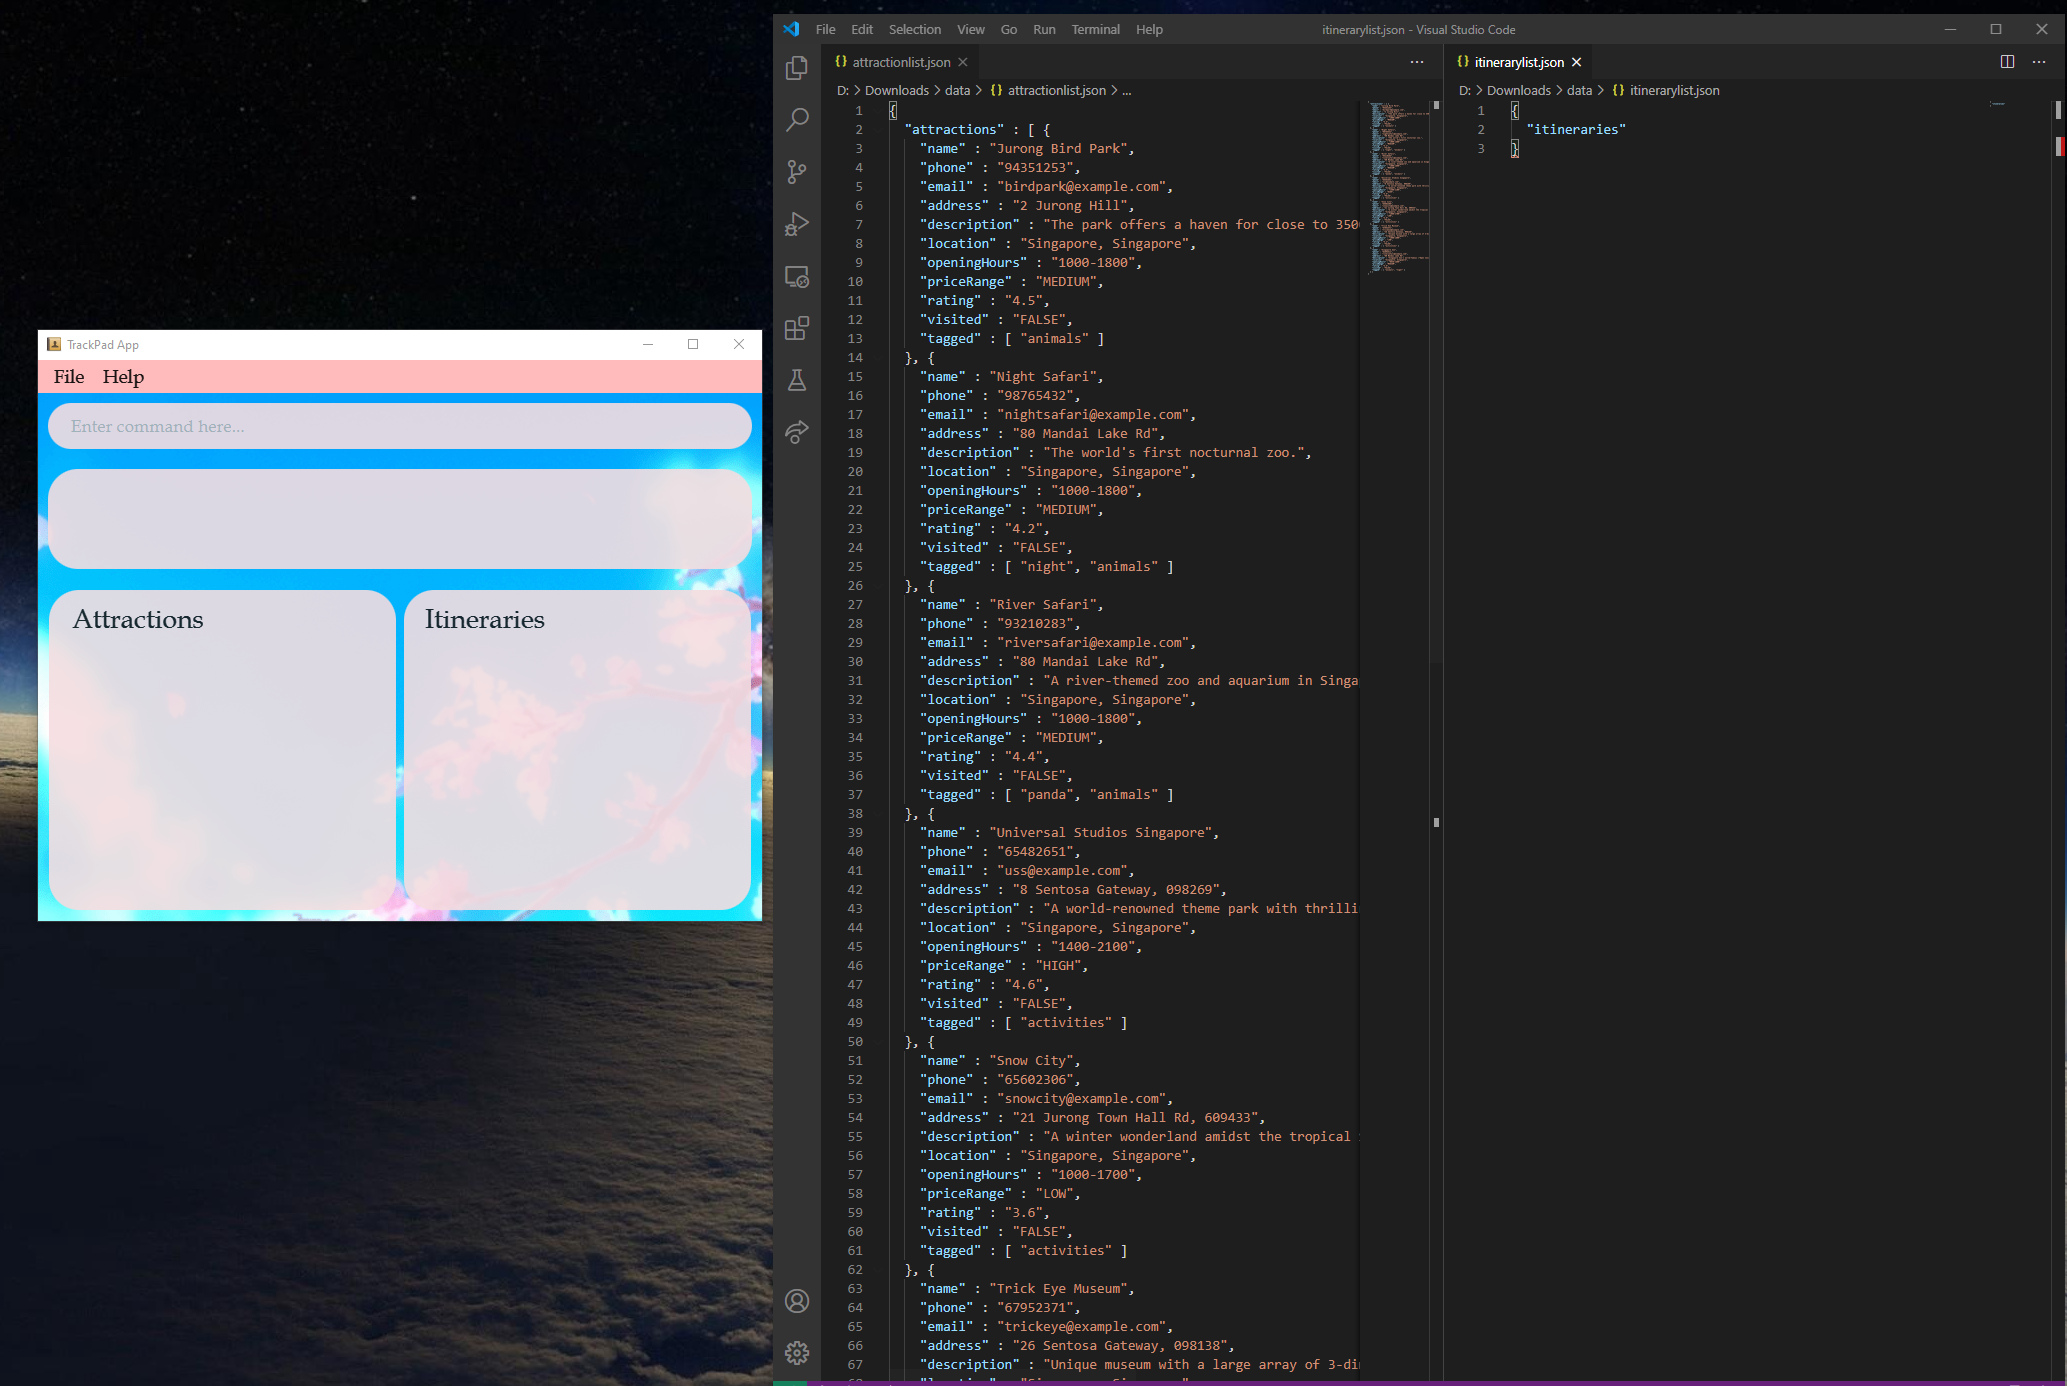 TrackPad App
File Help
Enter command here...
Attractions
Itineraries
File Edit Selection View Go Run Terminal Help
itinerarylist.json - Visual Studio Code
{} attractionlist.json
D: > Downloads > data > {} attractionlist.json > ...
1 {
2 "attractions" : [ {
3 "name" : "Jurong Bird Park",
4 "phone" : "94351253",
5 "email" : "birdpark@example.com",
6 "address" : "2 Jurong Hill",
7 "description" : "The park offers a haven for close to 350
8 "location" : "Singapore, Singapore",
9 "openingHours" : "1000-1800",
10 "priceRange" : "MEDIUM",
11 "rating" : "4.5",
12 "visited" : "FALSE",
13 "tagged" : [ "animals" ]
14 }, {
15 "name" : "Night Safari",
16 "phone" : "98765432",
17 "email" : "nightsafari@example.com",
18 "address" : "80 Mandai Lake Rd",
19 "description" : "The world's first nocturnal zoo.",
20 "location" : "Singapore, Singapore",
21 "openingHours" : "1000-1800",
22 "priceRange" : "MEDIUM",
23 "rating" : "4.2",
24 "visited" : "FALSE",
25 "tagged" : [ "night", "animals" ]
26 }, {
27 "name" : "River Safari",
28 "phone" : "93210283",
29 "email" : "riversafari@example.com",
30 "address" : "80 Mandai Lake Rd",
31 "description" : "A river-themed zoo and aquarium in Singa
32 "location" : "Singapore, Singapore",
33 "openingHours" : "1000-1800",
34 "priceRange" : "MEDIUM",
35 "rating" : "4.4",
36 "visited" : "FALSE",
37 "tagged" : [ "panda", "animals" ]
38 }, {
39 "name" : "Universal Studios Singapore",
40 "phone" : "65482651",
41 "email" : "uss@example.com",
42 "address" : "8 Sentosa Gateway, 098269",
43 "description" : "A world-renowned theme park with thrilli
44 "location" : "Singapore, Singapore",
45 "openingHours" : "1400-2100",
46 "priceRange" : "HIGH",
47 "rating" : "4.6",
48 "visited" : "FALSE",
49 "tagged" : [ "activities" ]
50 }, {
51 "name" : "Snow City",
52 "phone" : "65602306",
53 "email" : "snowcity@example.com",
54 "address" : "21 Jurong Town Hall Rd, 609433",
55 "description" : "A winter wonderland amidst the tropical
56 "location" : "Singapore, Singapore",
57 "openingHours" : "1000-1700",
58 "priceRange" : "LOW",
59 "rating" : "3.6",
60 "visited" : "FALSE",
61 "tagged" : [ "activities" ]
62 }, {
63 "name" : "Trick Eye Museum",
64 "phone" : "67952371",
65 "email" : "trickeye@example.com",
66 "address" : "26 Sentosa Gateway, 098138",
67 "description" : "Unique museum with a large array of 3-di
{} itinerarylist.json
D: > Downloads > data > {} itinerarylist.json
1 {
2 "itineraries"
3 }